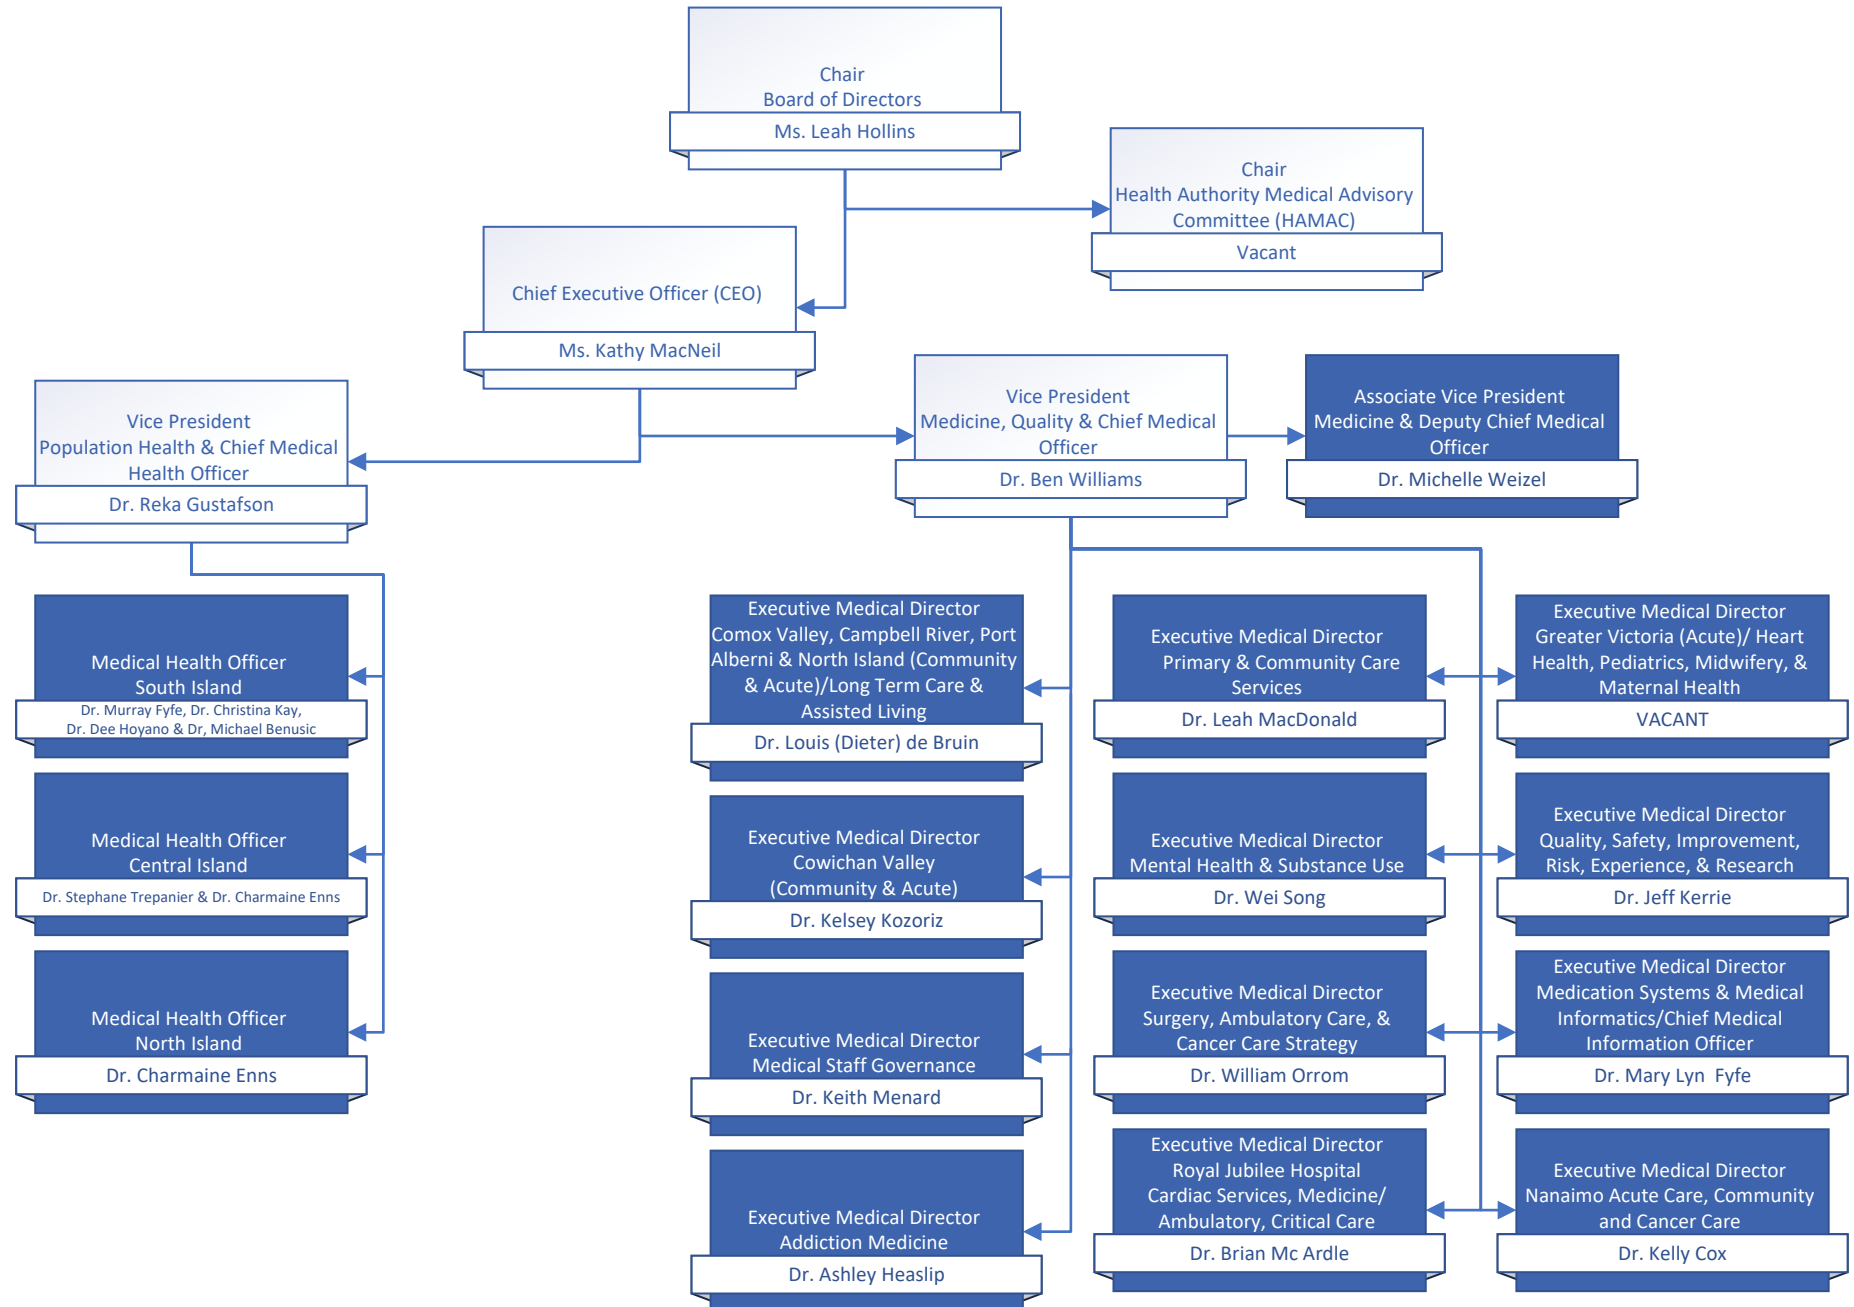 Chair
Board of Directors
Ms. Leah Hollins
Chair
Health Authority Medical Advisory
Committee (HAMAC)
Vacant
Chief Executive Officer (CEO)
Ms. Kathy MacNeil
Vice President
Population Health & Chief Medical
Health Officer
Dr. Reka Gustafson
Vice President
Medicine, Quality & Chief Medical
Officer
Dr. Ben Williams
Associate Vice President
Medicine & Deputy Chief Medical
Officer
Dr. Michelle Weizel
Medical Health Officer
South Island
Dr. Murray Fyfe, Dr. Christina Kay,
Dr. Dee Hoyano & Dr, Michael Benusic
Medical Health Officer
Central Island
Dr. Stephane Trepanier & Dr. Charmaine Enns
Medical Health Officer
North Island
Dr. Charmaine Enns
Executive Medical Director
Comox Valley, Campbell River, Port
Alberni & North Island (Community
& Acute)/Long Term Care &
Assisted Living
Dr. Louis (Dieter) de Bruin
Executive Medical Director
Cowichan Valley
(Community & Acute)
Dr. Kelsey Kozoriz
Executive Medical Director
Medical Staff Governance
Dr. Keith Menard
Executive Medical Director
Addiction Medicine
Dr. Ashley Heaslip
Executive Medical Director
Primary & Community Care
Services
Dr. Leah MacDonald
Executive Medical Director
Mental Health & Substance Use
Dr. Wei Song
Executive Medical Director
Surgery, Ambulatory Care, &
Cancer Care Strategy
Dr. William Orrom
Executive Medical Director
Royal Jubilee Hospital
Cardiac Services, Medicine/
Ambulatory, Critical Care
Dr. Brian Mc Ardle
Executive Medical Director
Greater Victoria (Acute)/ Heart
Health, Pediatrics, Midwifery, &
Maternal Health
VACANT
Executive Medical Director
Quality, Safety, Improvement,
Risk, Experience, & Research
Dr. Jeff Kerrie
Executive Medical Director
Medication Systems & Medical
Informatics/Chief Medical
Information Officer
Dr. Mary Lyn Fyfe
Executive Medical Director
Nanaimo Acute Care, Community
and Cancer Care
Dr. Kelly Cox